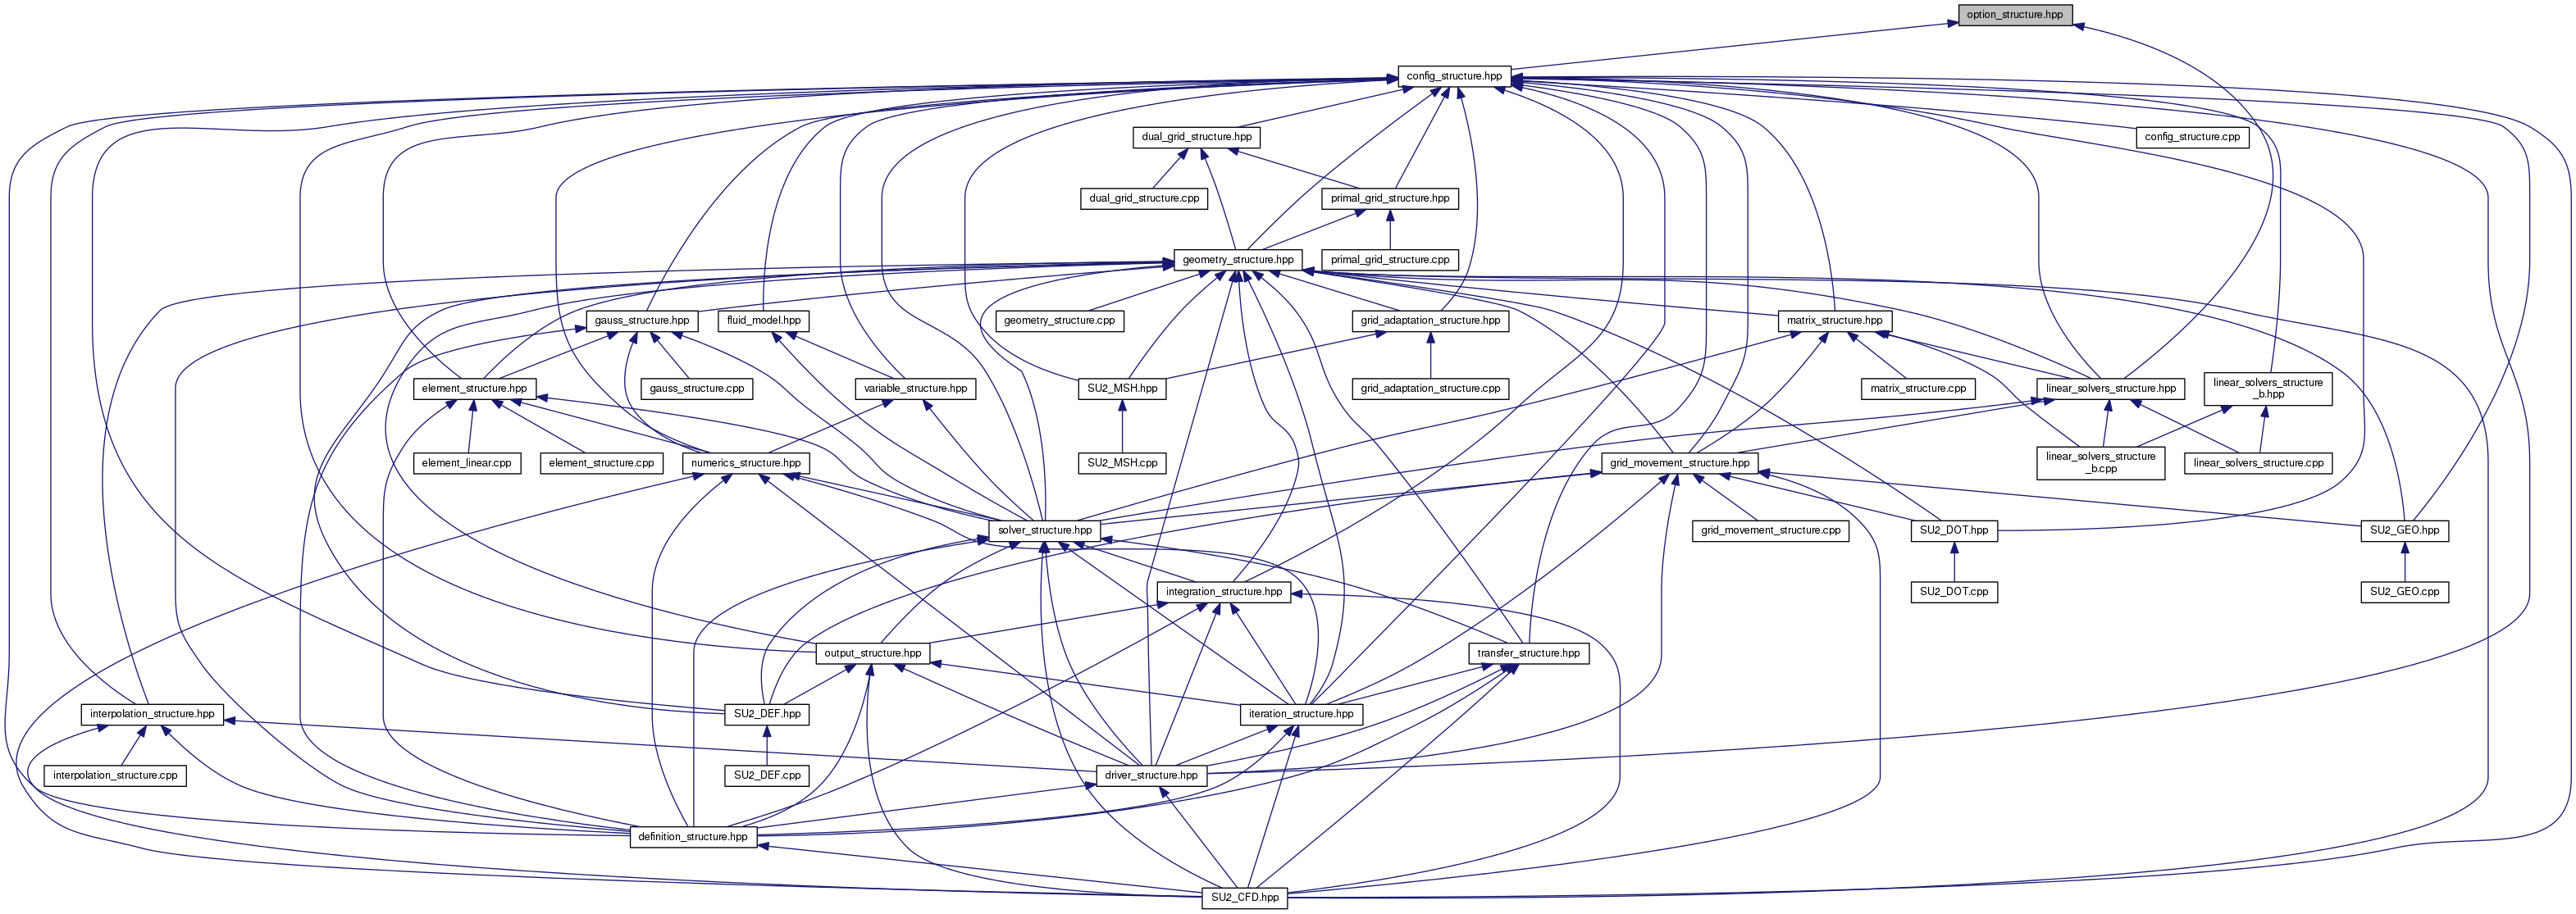 option_structure.hpp
config_structure.hpp
dual_grid_structure.hpp
config_structure.cpp
dual_grid_structure.cpp
primal_grid_structure.hpp
geometry_structure.hpp
primal_grid_structure.cpp
gauss_structure.hpp
fluid_model.hpp
geometry_structure.cpp
grid_adaptation_structure.hpp
matrix_structure.hpp
element_structure.hpp
gauss_structure.cpp
variable_structure.hpp
SU2_MSH.hpp
grid_adaptation_structure.cpp
matrix_structure.cpp
linear_solvers_structure.hpp
linear_solvers_structure
_b.hpp
element_linear.cpp
element_structure.cpp
numerics_structure.hpp
SU2_MSH.cpp
grid_movement_structure.hpp
linear_solvers_structure
_b.cpp
linear_solvers_structure.cpp
solver_structure.hpp
grid_movement_structure.cpp
SU2_DOT.hpp
SU2_GEO.hpp
integration_structure.hpp
SU2_DOT.cpp
SU2_GEO.cpp
output_structure.hpp
transfer_structure.hpp
interpolation_structure.hpp
SU2_DEF.hpp
iteration_structure.hpp
interpolation_structure.cpp
SU2_DEF.cpp
driver_structure.hpp
definition_structure.hpp
SU2_CFD.hpp